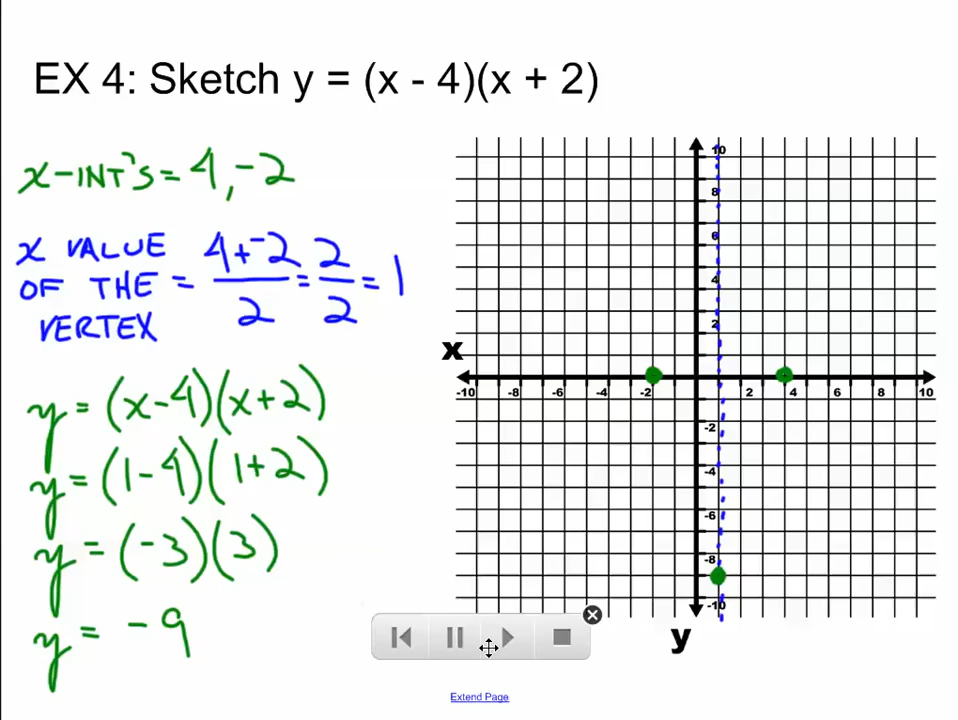 EX 4: Sketch y = (x - 4)(x + 2)
x-INT'S = 4, -2
x VALUE OF THE VERTEX = 4+-2/2 = 2/2 = 1
y = (x-4)(x+2)
y = (1-4)(1+2)
y = (-3)(3)
y = -9
10
8
6
4
2
x
-10 -8 -6 -4 -2 2 4 6 8 10
-2
-4
-6
-8
-10
y
Extend Page